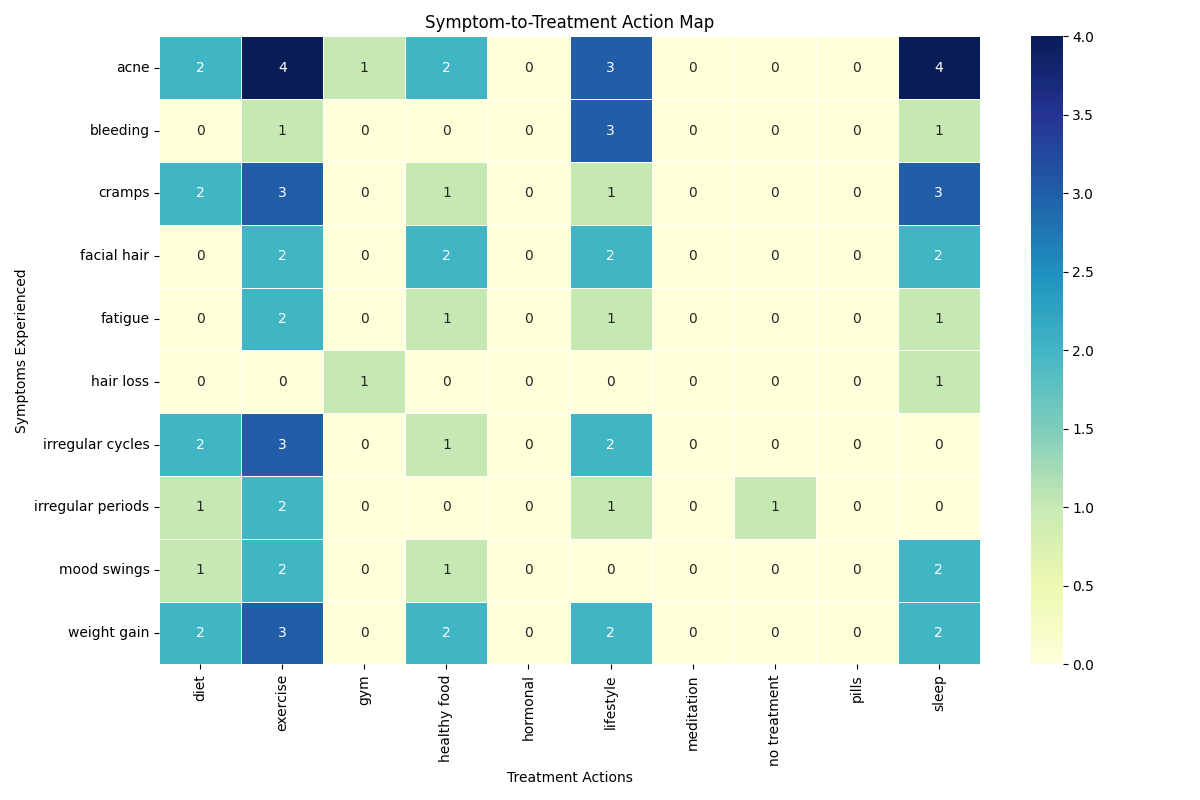 Symptom-to-Treatment Action Map
Symptoms Experienced
acne 2 4 1 2 0 3 0 0 0 4
bleeding 0 1 0 0 0 3 0 0 0 1
cramps 2 3 0 1 0 1 0 0 0 3
facial hair 0 2 0 2 0 2 0 0 0 2
fatigue 0 2 0 1 0 1 0 0 0 1
hair loss 0 0 1 0 0 0 0 0 0 1
irregular cycles 2 3 0 1 0 2 0 0 0 0
irregular periods 1 2 0 0 0 1 0 1 0 0
mood swings 1 2 0 1 0 0 0 0 0 2
weight gain 2 3 0 2 0 2 0 0 0 2
diet exercise gym healthy food hormonal lifestyle meditation no treatment pills sleep
Treatment Actions
4.0
3.5
3.0
2.5
2.0
1.5
1.0
0.5
0.0